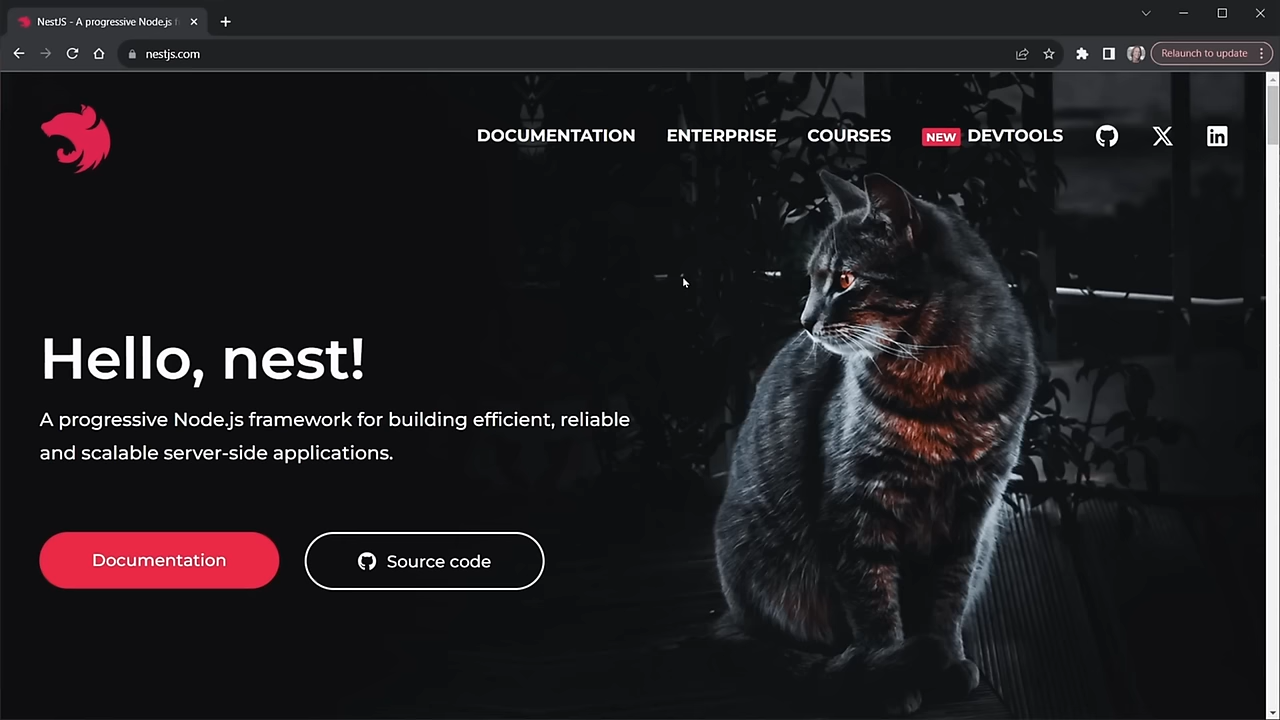 NestJS - A progressive Node.js
nestjs.com
Relaunch to update
DOCUMENTATION ENTERPRISE COURSES NEW DEVTOOLS
Hello, nest!
A progressive Node.js framework for building efficient, reliable
and scalable server-side applications.
Documentation Source code